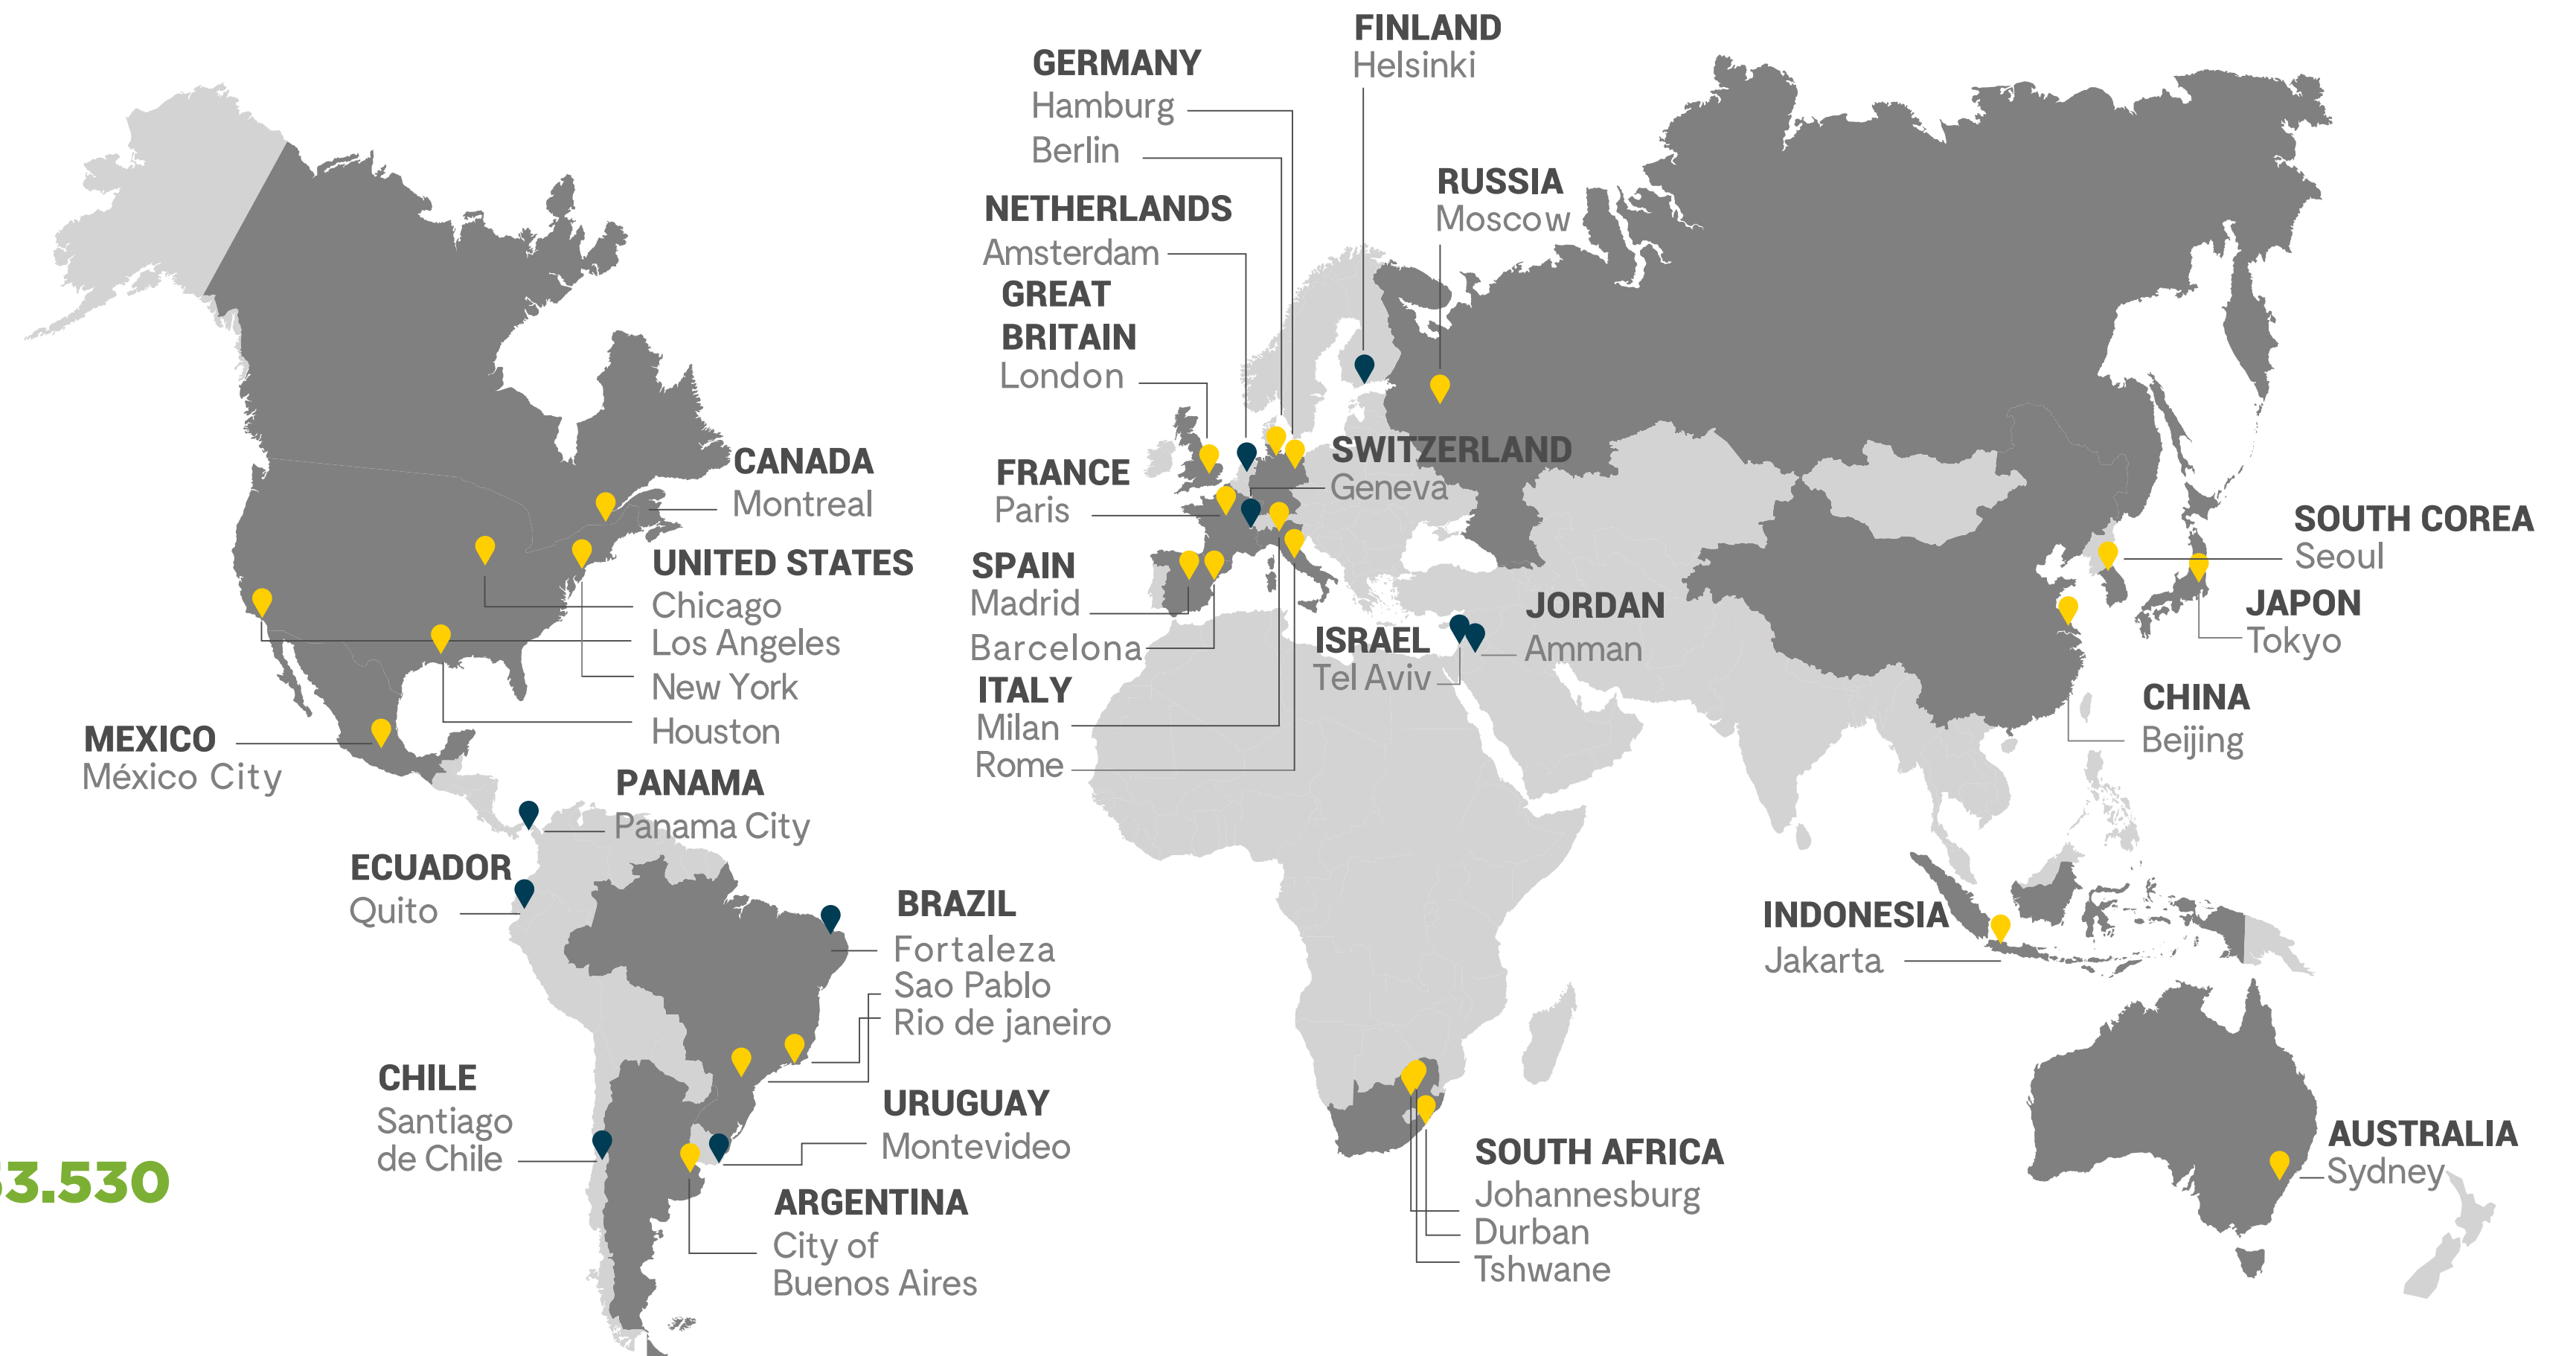 FINLAND
Helsinki
GERMANY
Hamburg
Berlin
RUSSIA
Moscow
NETHERLANDS
Amsterdam
GREAT
BRITAIN
London
SWITZERLAND
Geneva
FRANCE
Paris
SPAIN
Madrid
Barcelona
ITALY
Milan
Rome
ISRAEL
Tel Aviv
JORDAN
Amman
CANADA
Montreal
UNITED STATES
Chicago
Los Angeles
New York
Houston
MEXICO
México City
PANAMA
Panama City
ECUADOR
Quito
BRAZIL
Fortaleza
Sao Pablo
Rio de janeiro
CHILE
Santiago
de Chile
URUGUAY
Montevideo
ARGENTINA
City of
Buenos Aires
SOUTH AFRICA
Johannesburg
Durban
Tshwane
SOUTH COREA
Seoul
JAPON
Tokyo
CHINA
Beijing
INDONESIA
Jakarta
AUSTRALIA
Sydney
3.530